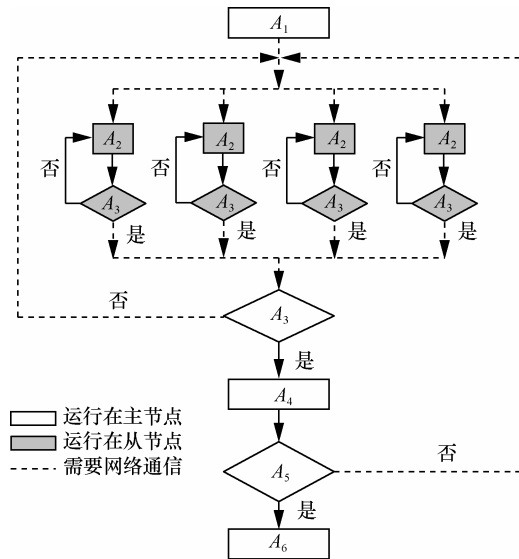 A₁
A₂ A₂ A₂ A₂
否 否 否 否
A₃ A₃ A₃ A₃
是 是 是 是
否
A₃
是
A₄
运行在主节点
运行在从节点
需要网络通信
否
A₅
是
A₆